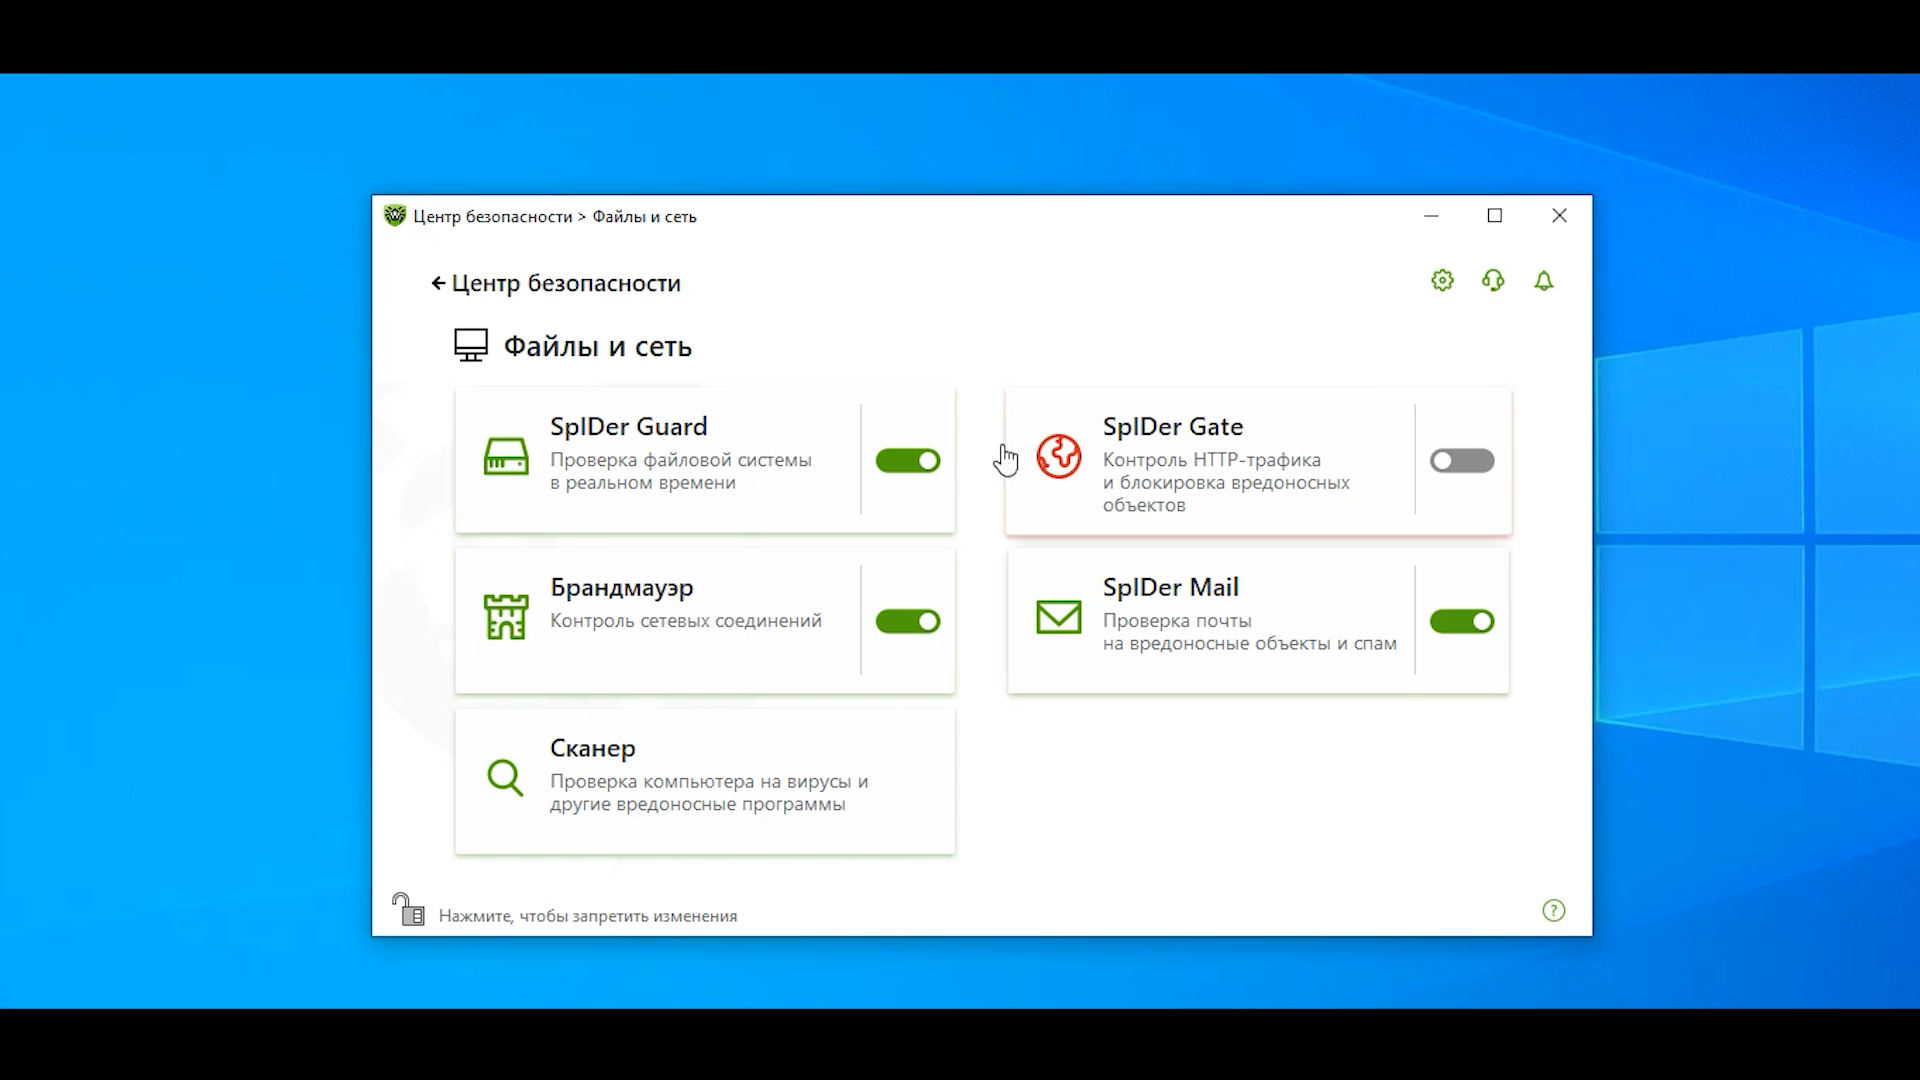 Центр безопасности > Файлы и сеть
Центр безопасности
Файлы и сеть
SpIDer Guard
Проверка файловой системы
в реальном времени
SpIDer Gate
Контроль HTTP-трафика
и блокировка вредоносных
объектов
Брандмауэр
Контроль сетевых соединений
SpIDer Mail
Проверка почты
на вредоносные объекты и спам
Сканер
Проверка компьютера на вирусы и
другие вредоносные программы
Нажмите, чтобы запретить изменения
?